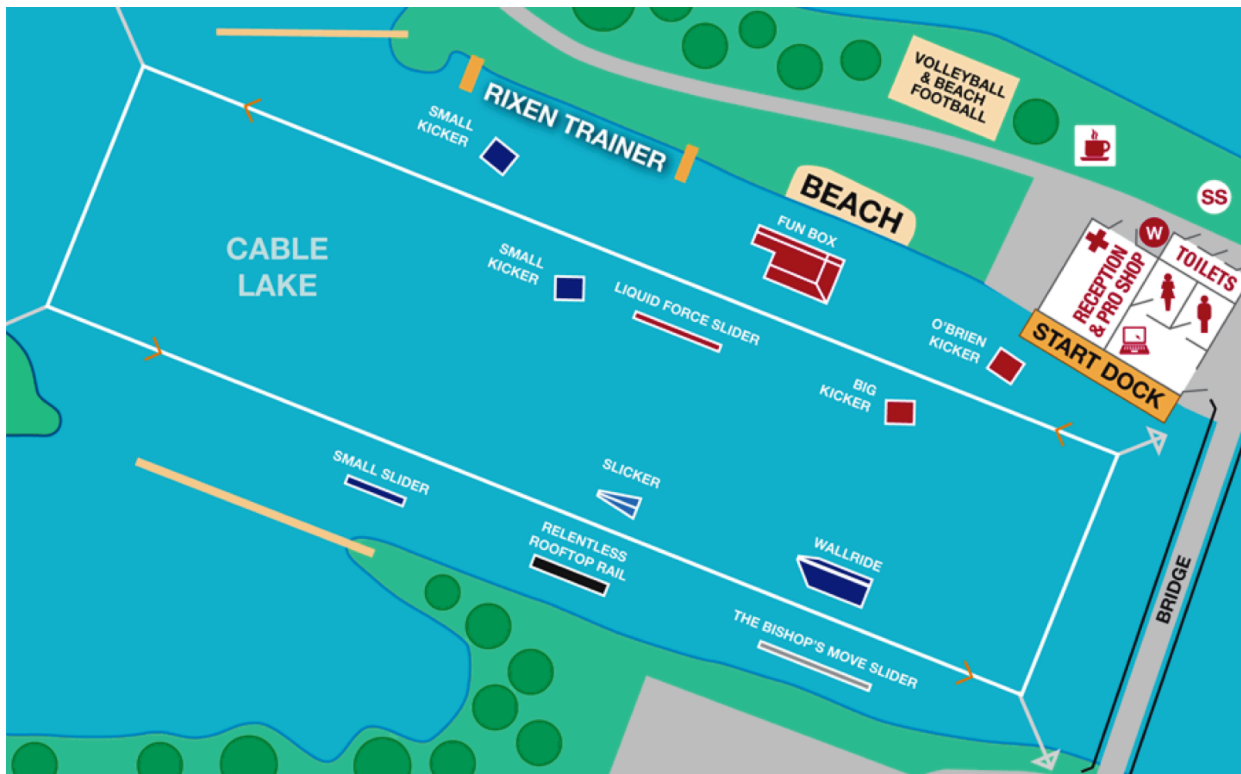 VOLLEYBALL
& BEACH
FOOTBALL
SMALL
KICKER
RIXEN TRAINER
BEACH
SS
W
TOILETS
RECEPTION
& PRO SHOP
START DOCK
FUN BOX
CABLE
LAKE
SMALL
KICKER
LIQUID FORCE SLIDER
O'BRIEN
KICKER
BIG
KICKER
SMALL SLIDER
SLICKER
RELENTLESS
ROOFTOP RAIL
WALLRIDE
THE BISHOP'S MOVE SLIDER
BRIDGE